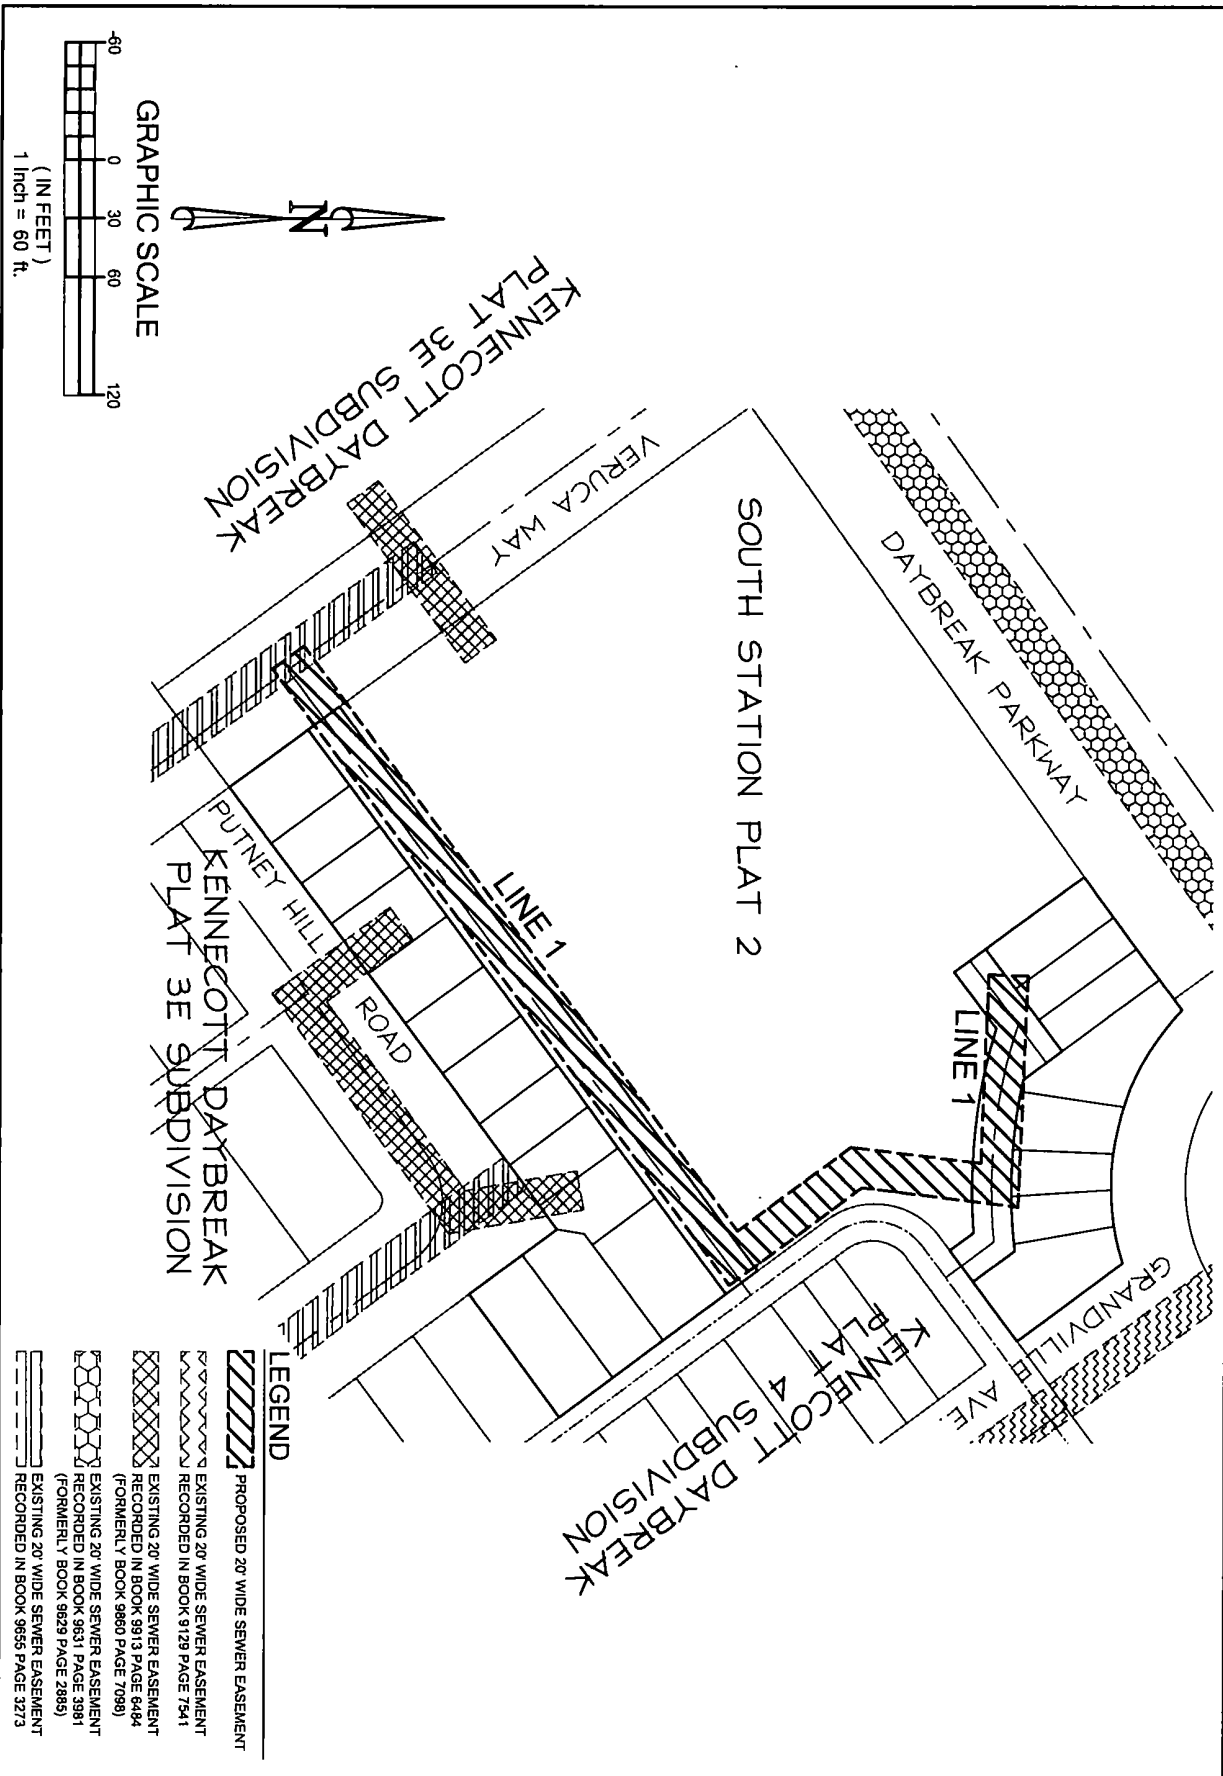 -60
0
30
60
120
GRAPHIC SCALE
( IN FEET )
1 inch = 60 ft.
N
KENNECOTT DAYBREAK
PLAT 3E SUBDIVISION
VERUCA WAY
SOUTH STATION PLAT 2
DAYBREAK PARKWAY
LINE 1
LINE 1
PUTNEY HILL
ROAD
KENNECOTT DAYBREAK
PLAT 3E SUBDIVISION
GRANDVILLE
AVE.
KENNECOTT DAYBREAK
PLAT 4 SUBDIVISION
LEGEND
PROPOSED 20' WIDE SEWER EASEMENT
EXISTING 20' WIDE SEWER EASEMENT
RECORDED IN BOOK 9129 PAGE 7541
EXISTING 20' WIDE SEWER EASEMENT
RECORDED IN BOOK 9913 PAGE 6484
(FORMERLY BOOK 9860 PAGE 7098)
EXISTING 20' WIDE SEWER EASEMENT
RECORDED IN BOOK 9631 PAGE 3981
(FORMERLY BOOK 9629 PAGE 2885)
EXISTING 20' WIDE SEWER EASEMENT
RECORDED IN BOOK 9655 PAGE 3273